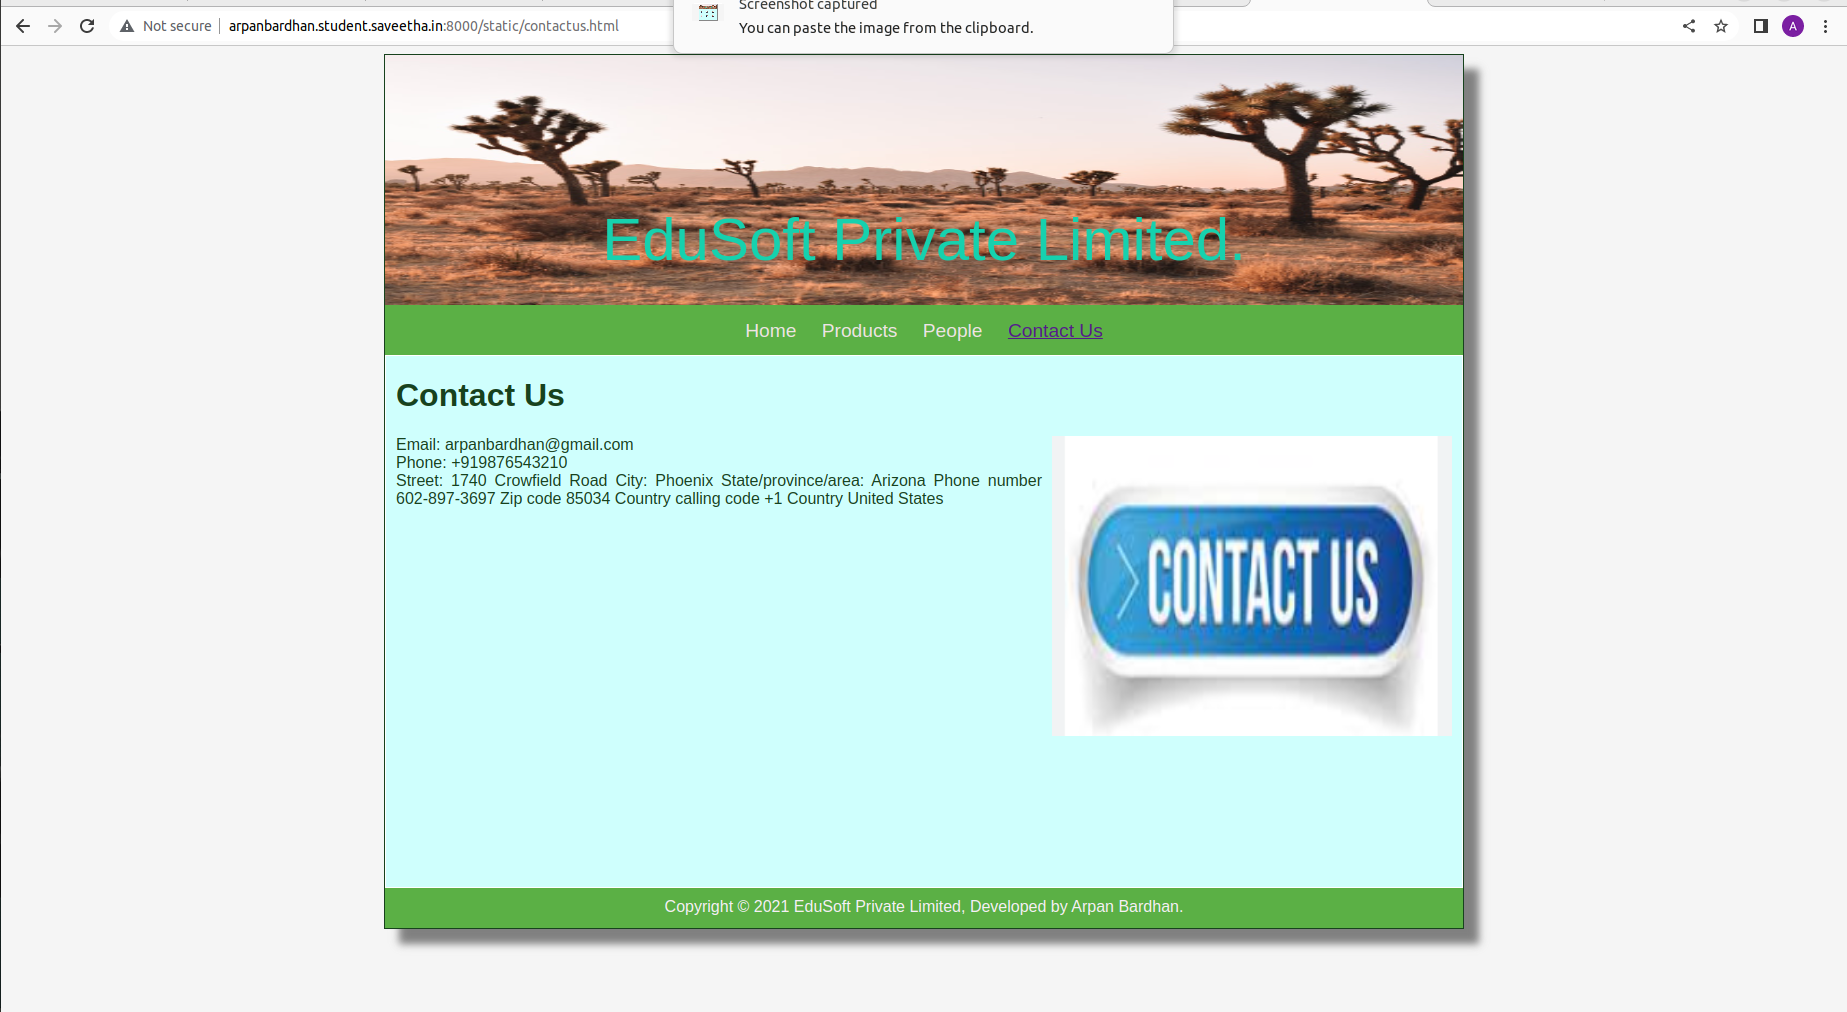 Screenshot captured
You can paste the image from the clipboard.
Not secure
arpanbardhan.student.saveetha.in:8000/static/contactus.html
A
EduSoft Private Limited.
Home Products People Contact Us
Contact Us
Email: arpanbardhan@gmail.com
Phone: +919876543210
Street: 1740 Crowfield Road City: Phoenix State/province/area: Arizona Phone number
602-897-3697 Zip code 85034 Country calling code +1 Country United States
CONTACT US
Copyright © 2021 EduSoft Private Limited, Developed by Arpan Bardhan.